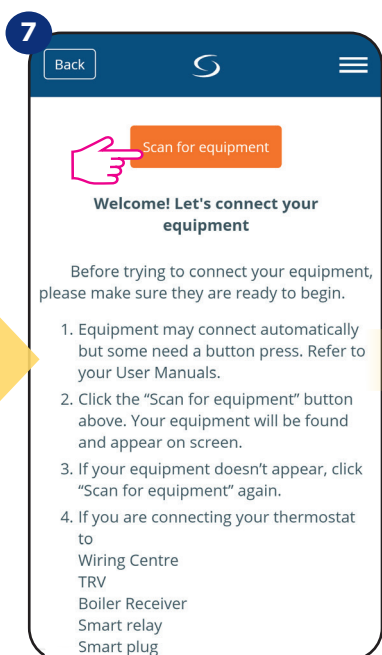 7
Back
Scan for equipment
Welcome! Let's connect your
equipment
Before trying to connect your equipment,
please make sure they are ready to begin.
1. Equipment may connect automatically
but some need a button press. Refer to
your User Manuals.
2. Click the “Scan for equipment” button
above. Your equipment will be found
and appear on screen.
3. If your equipment doesn’t appear, click
“Scan for equipment” again.
4. If you are connecting your thermostat
to
Wiring Centre
TRV
Boiler Receiver
Smart relay
Smart plug